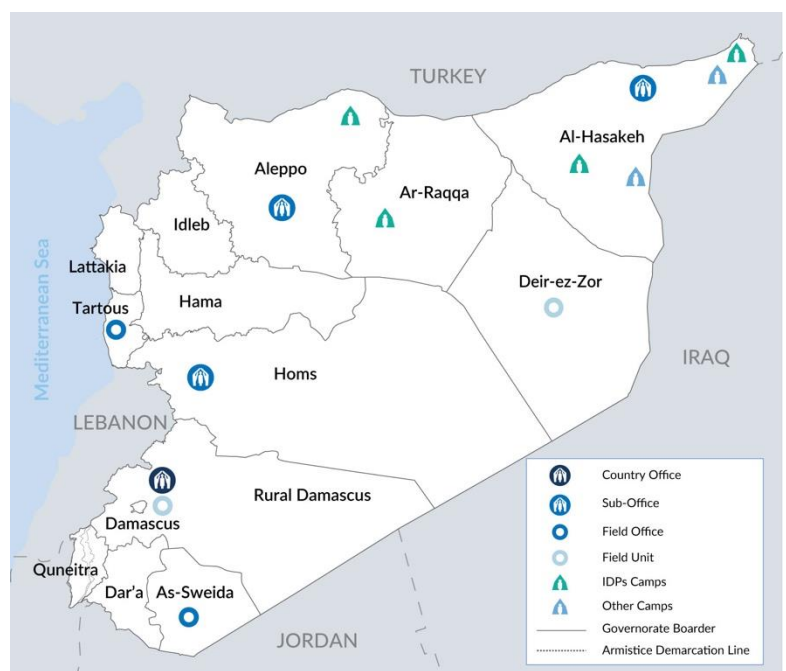 TURKEY
Al-Hasakeh
Aleppo
Ar-Raqqa
Idleb
Lattakia
Deir-ez-Zor
Hama
Tartous
Mediterranean Sea
IRAQ
Homs
LEBANON
Rural Damascus
Damascus
Quneitra
Dar'a
As-Sweida
JORDAN
Country Office
Sub-Office
Field Office
Field Unit
IDPs Camps
Other Camps
Governorate Boarder
Armistice Demarcation Line